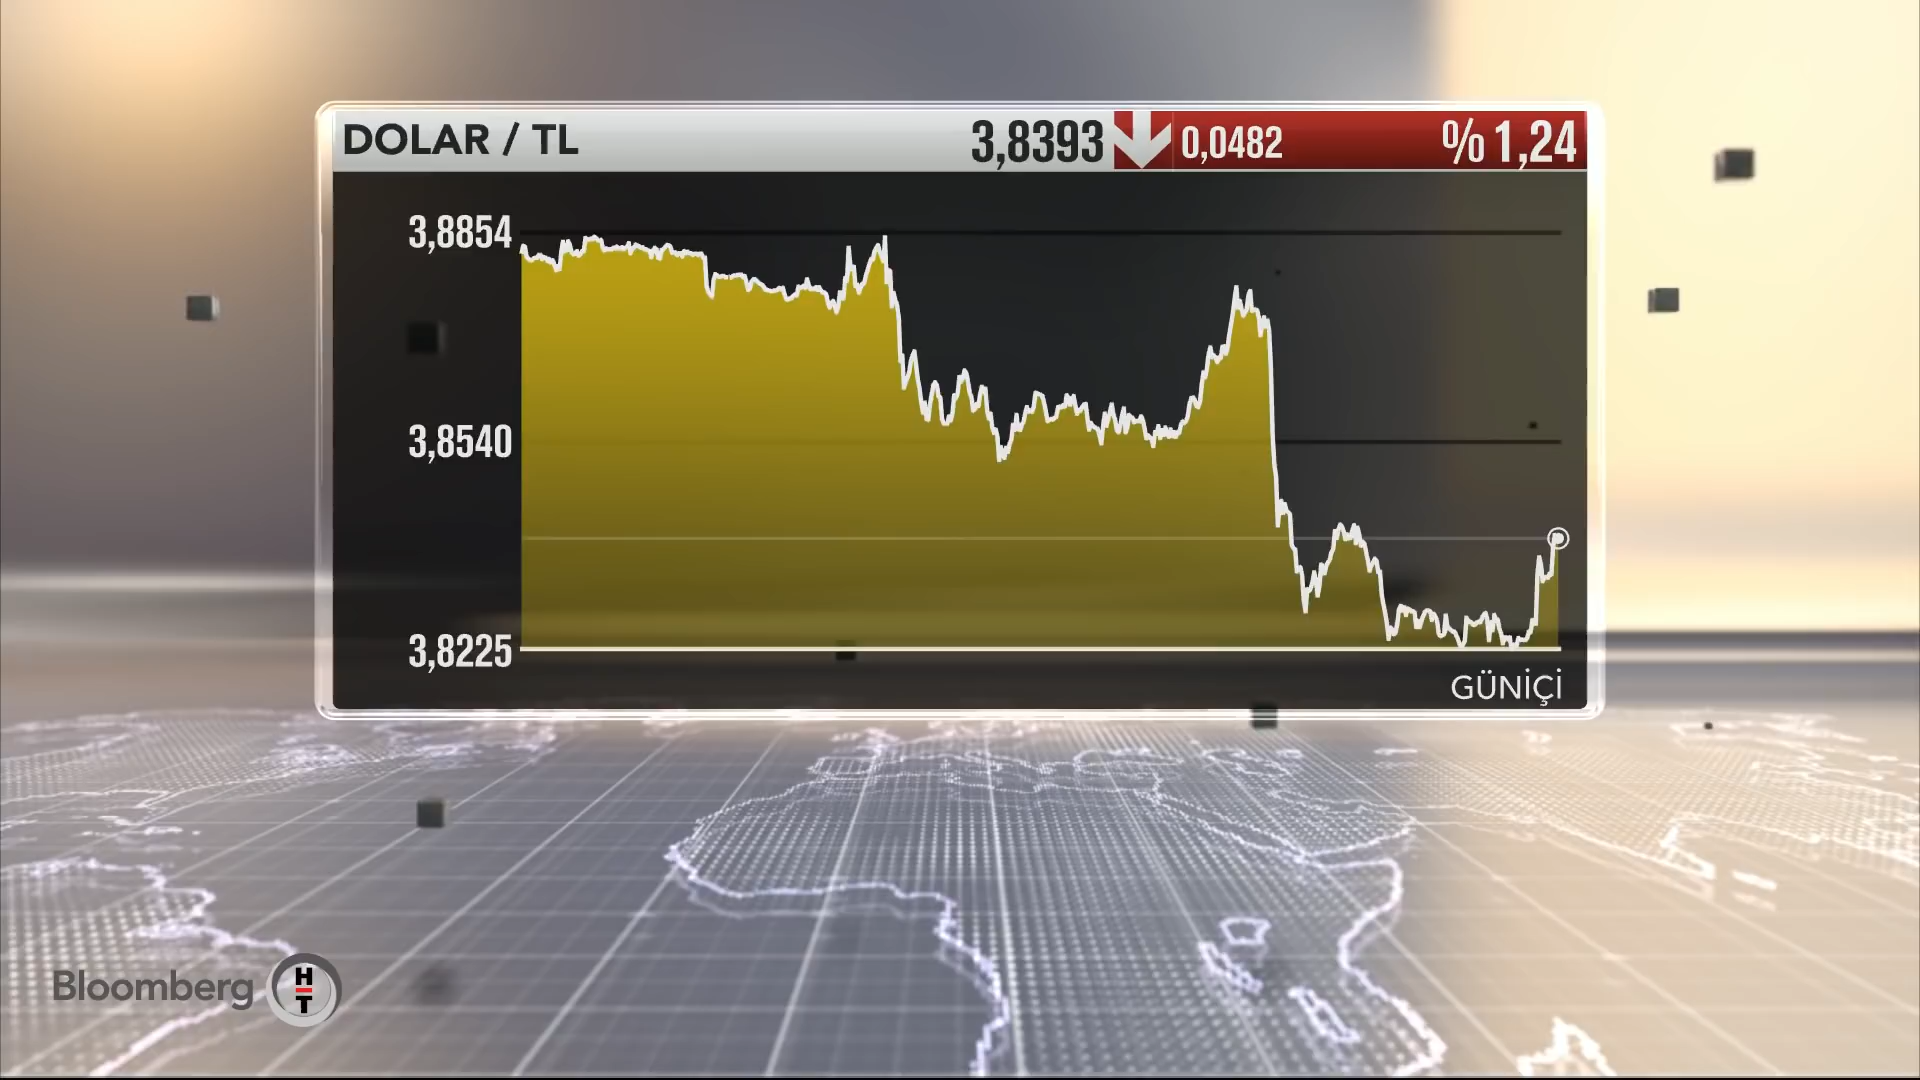 DOLAR / TL 3,8393 0,0482 % 1,24
3,8854
3,8540
3,8225
GÜNİÇİ
Bloomberg HT